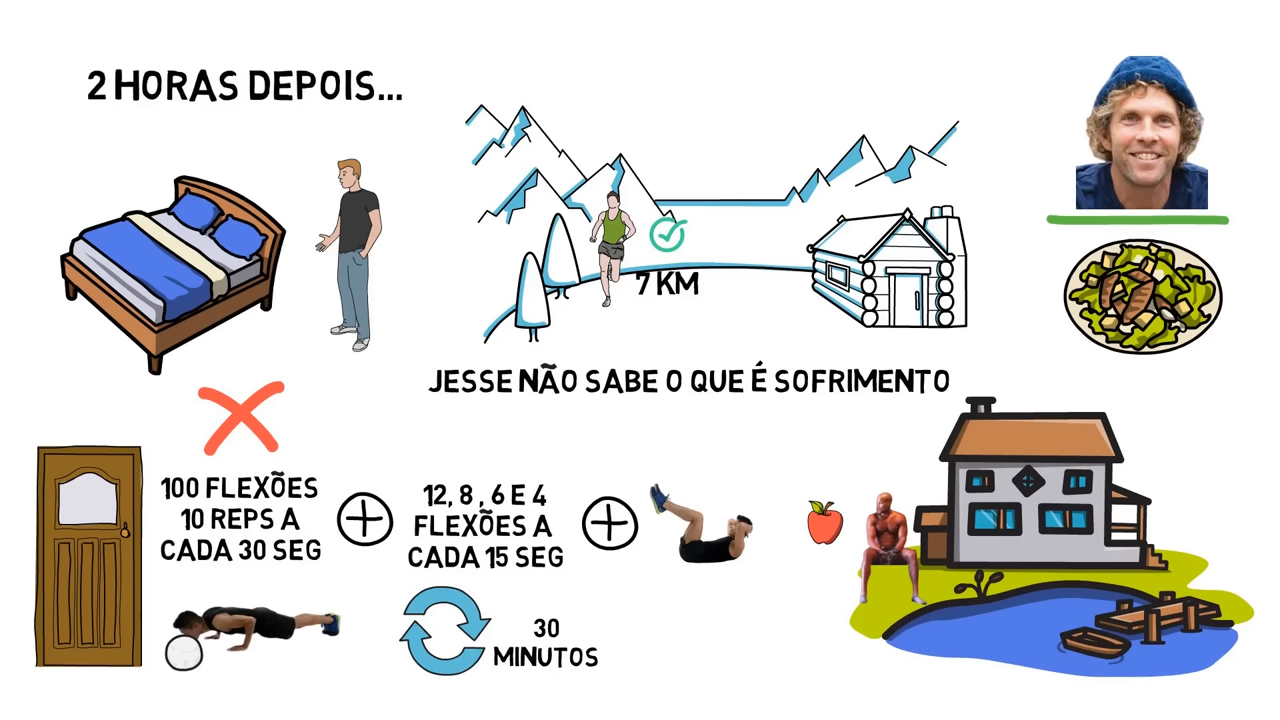 2 HORAS DEPOIS...
7 KM
JESSE NÃO SABE O QUE É SOFRIMENTO
100 FLEXÕES
10 REPS A
CADA 30 SEG
12, 8 , 6 E 4
FLEXÕES A
CADA 15 SEG
30
MINUTOS